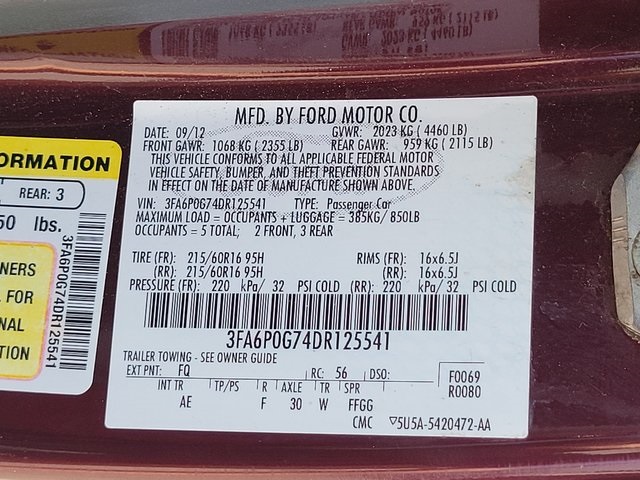 MFD. BY FORD MOTOR CO.
DATE: 09/12 GVWR: 2023 KG ( 4460 LB)
FRONT GAWR: 1068 KG ( 2355 LB) REAR GAWR: 959 KG ( 2115 LB)
THIS VEHICLE CONFORMS TO ALL APPLICABLE FEDERAL MOTOR
VEHICLE SAFETY, BUMPER, AND THEFT PREVENTION STANDARDS
IN EFFECT ON THE DATE OF MANUFACTURE SHOWN ABOVE.
VIN: 3FA6P0G74DR125541 TYPE: Passenger Car
MAXIMUM LOAD = OCCUPANTS + LUGGAGE = 385KG/ 850LB
OCCUPANTS = 5 TOTAL; 2 FRONT, 3 REAR
TIRE (FR): 215/60R16 95H RIMS (FR): 16x6.5J
(RR): 215/60R16 95H (RR): 16x6.5J
PRESSURE (FR): 220 kPa/ 32 PSI COLD (RR): 220 kPa/ 32 PSI COLD
3FA6P0G74DR125541
TRAILER TOWING - SEE OWNER GUIDE
EXT PNT: FQ RC: 56 DSO:
INT TR TP/PS R AXLE TR SPR
AE F 30 W FFGG
F0069
R0080
CMC ▽5U5A-5420472-AA
ORMATION
REAR: 3
50 lbs.
NERS
FOR
NAL
TION
3FA6P0G74DR125541